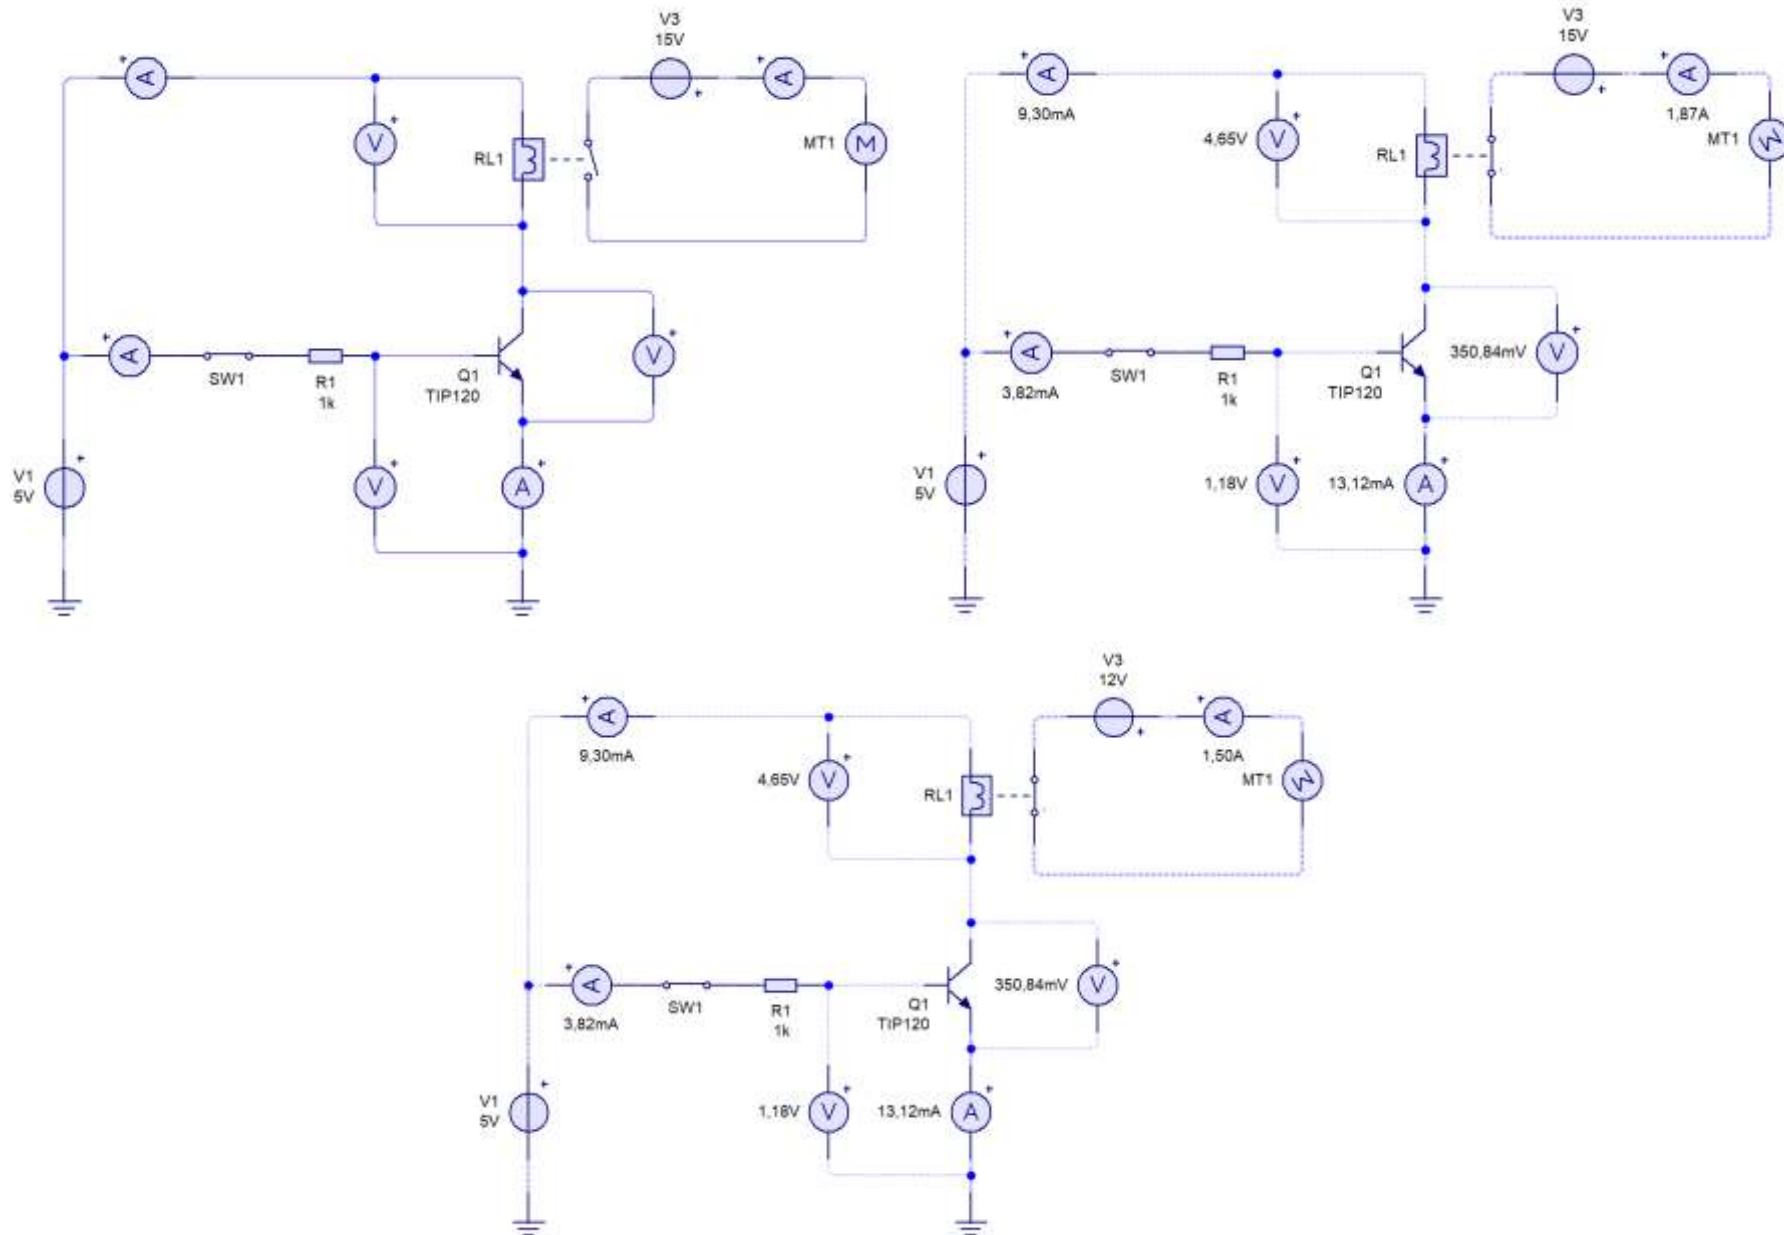 V3
15V
A
A
V
RL1
MT1
M
A
SW1
R1
1k
Q1
TIP120
V
V1
5V
V
A
V3
15V
A
9,30mA
A
1,87A
4,65V
V
RL1
MT1
M
A
3,82mA
SW1
R1
1k
Q1
TIP120
350,84mV
V
V1
5V
1,18V
V
13,12mA
A
V3
12V
A
9,30mA
A
1,50A
4,65V
V
RL1
MT1
M
A
3,82mA
SW1
R1
1k
Q1
TIP120
350,84mV
V
V1
5V
1,18V
V
13,12mA
A